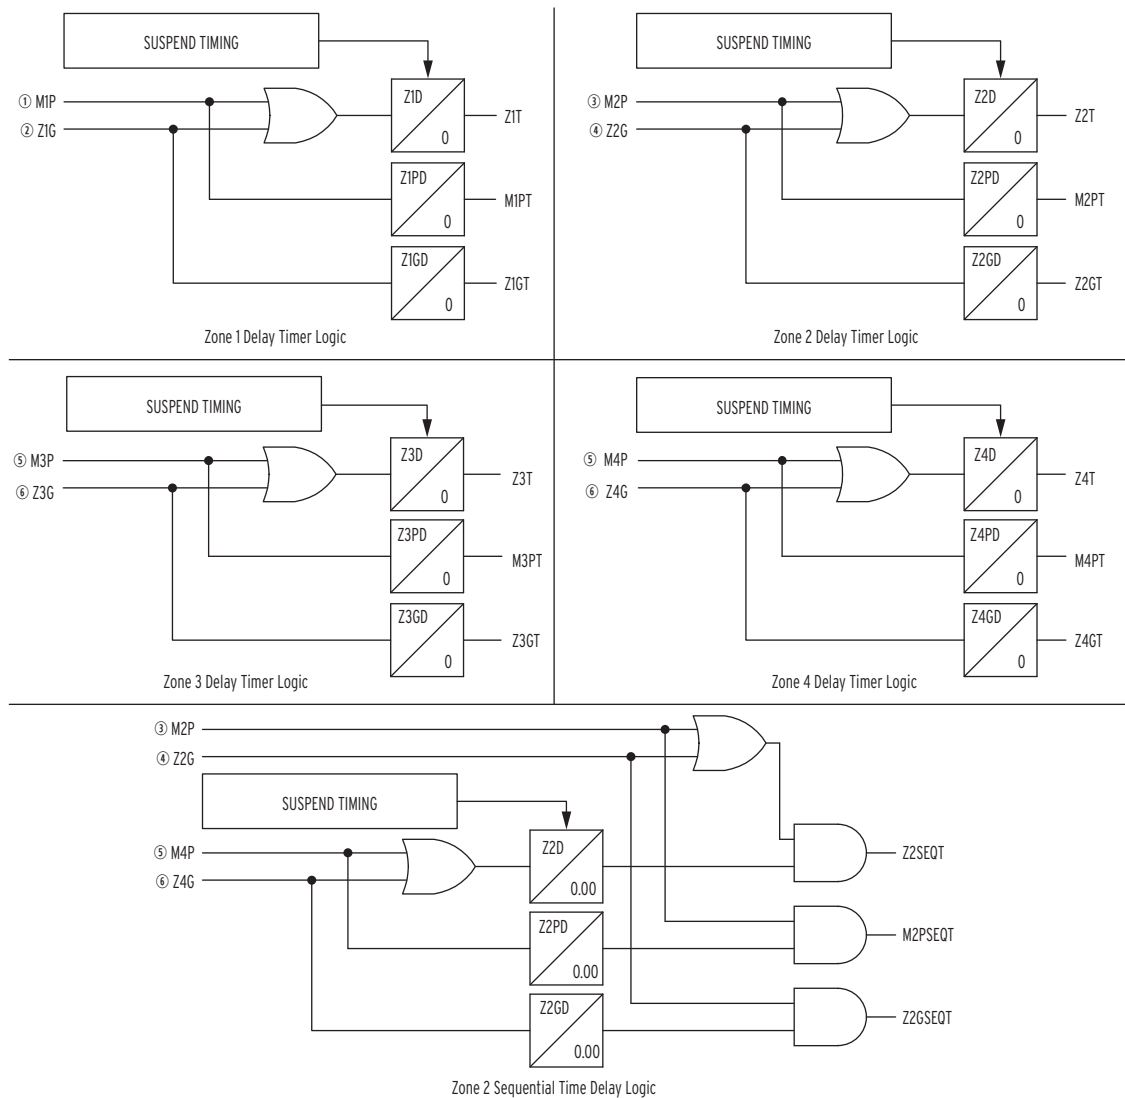 SUSPEND TIMING
① M1P
② Z1G
Z1D
0
Z1T
Z1PD
0
M1PT
Z1GD
0
Z1GT
Zone 1 Delay Timer Logic
SUSPEND TIMING
③ M2P
④ Z2G
Z2D
0
Z2T
Z2PD
0
M2PT
Z2GD
0
Z2GT
Zone 2 Delay Timer Logic
SUSPEND TIMING
⑤ M3P
⑥ Z3G
Z3D
0
Z3T
Z3PD
0
M3PT
Z3GD
0
Z3GT
Zone 3 Delay Timer Logic
SUSPEND TIMING
⑤ M4P
⑥ Z4G
Z4D
0
Z4T
Z4PD
0
M4PT
Z4GD
0
Z4GT
Zone 4 Delay Timer Logic
③ M2P
④ Z2G
SUSPEND TIMING
⑤ M4P
⑥ Z4G
Z2D
0.00
Z2SEQT
Z2PD
0.00
M2PSEQT
Z2GD
0.00
Z2GSEQT
Zone 2 Sequential Time Delay Logic